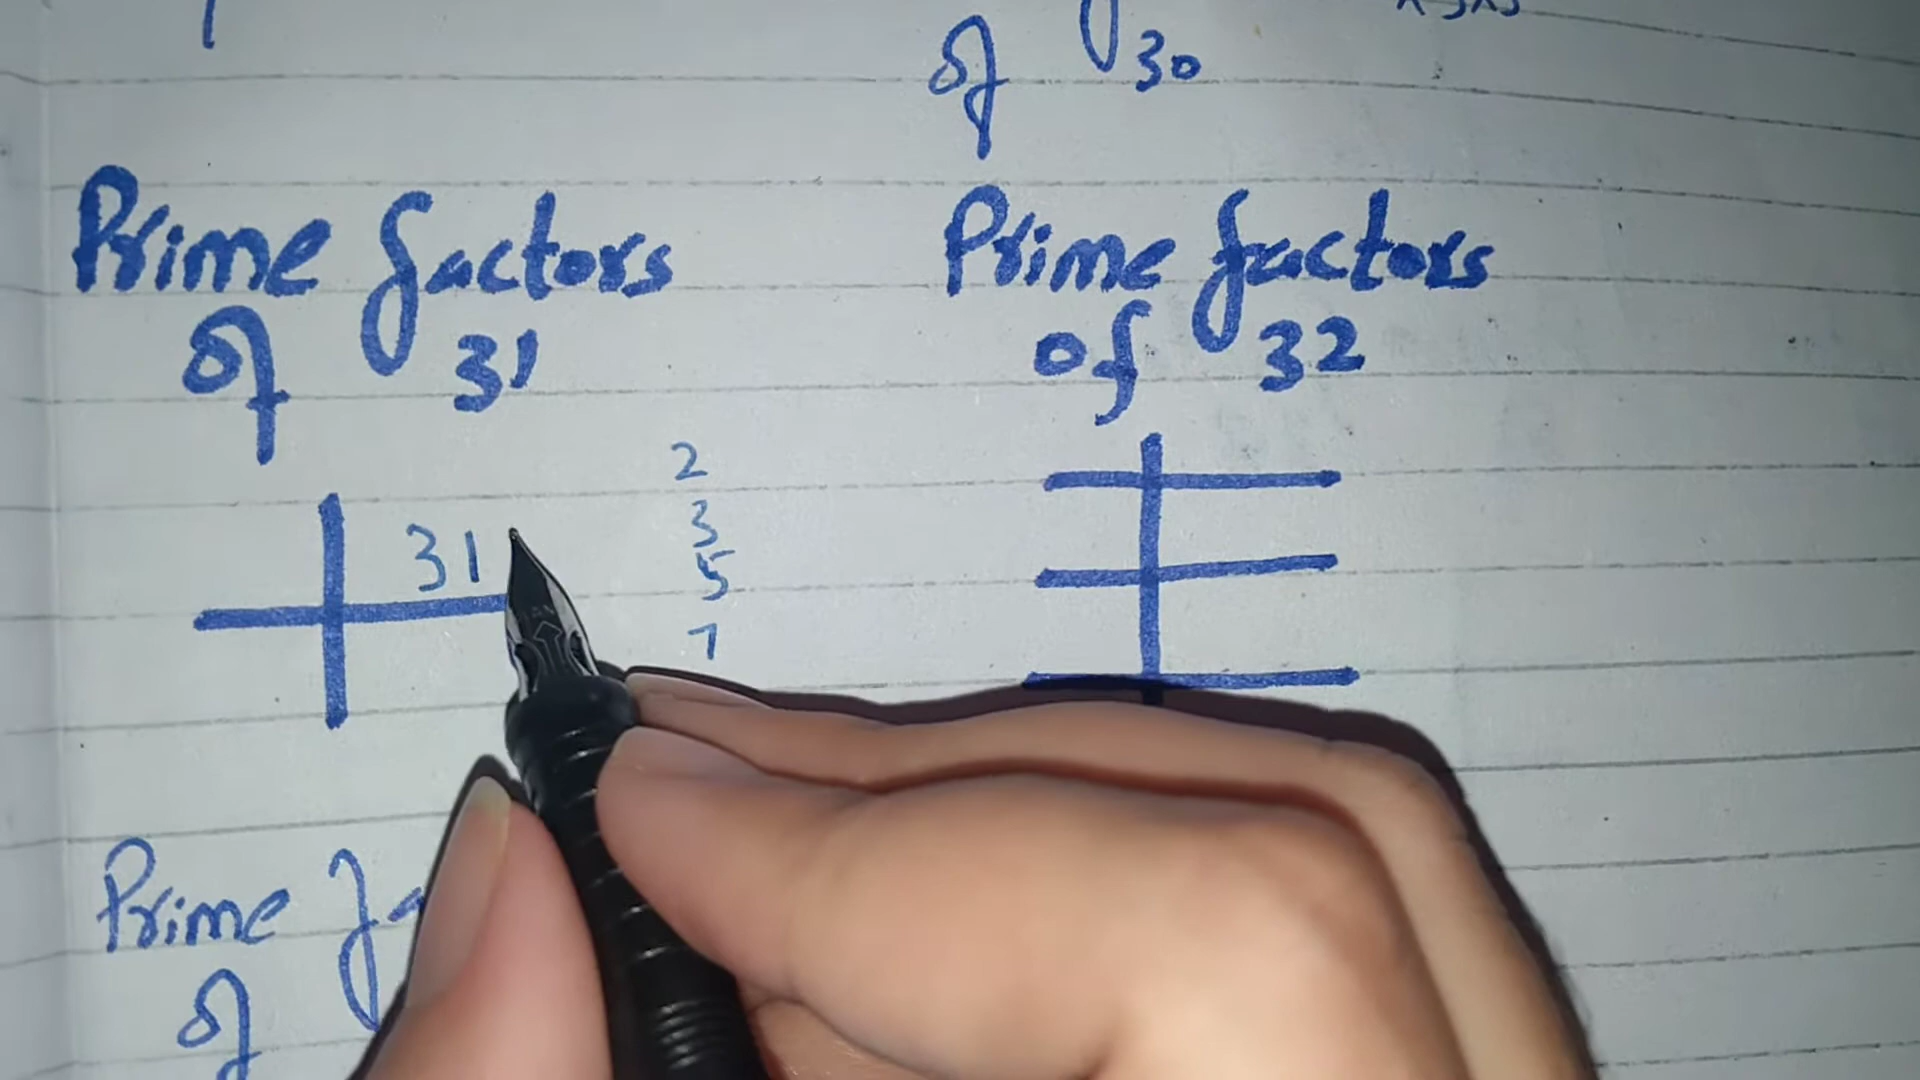 of 30
Prime factors
of 31
31
2
3
5
7
Prime factors
of 32
Prime
of